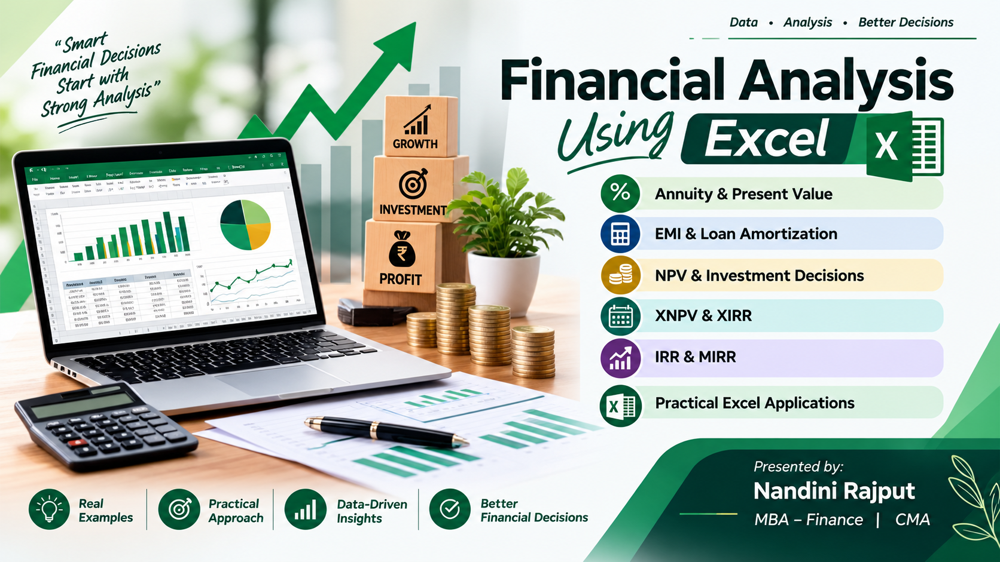 “Smart
Financial Decisions
Start with
Strong Analysis”
Data • Analysis • Better Decisions
Financial Analysis
Using Excel
X
GROWTH
INVESTMENT
₹
PROFIT
% Annuity & Present Value
EMI & Loan Amortization
NPV & Investment Decisions
XNPV & XIRR
IRR & MIRR
X Practical Excel Applications
Real
Examples
Practical
Approach
Data-Driven
Insights
Better
Financial Decisions
Presented by:
Nandini Rajput
MBA – Finance | CMA